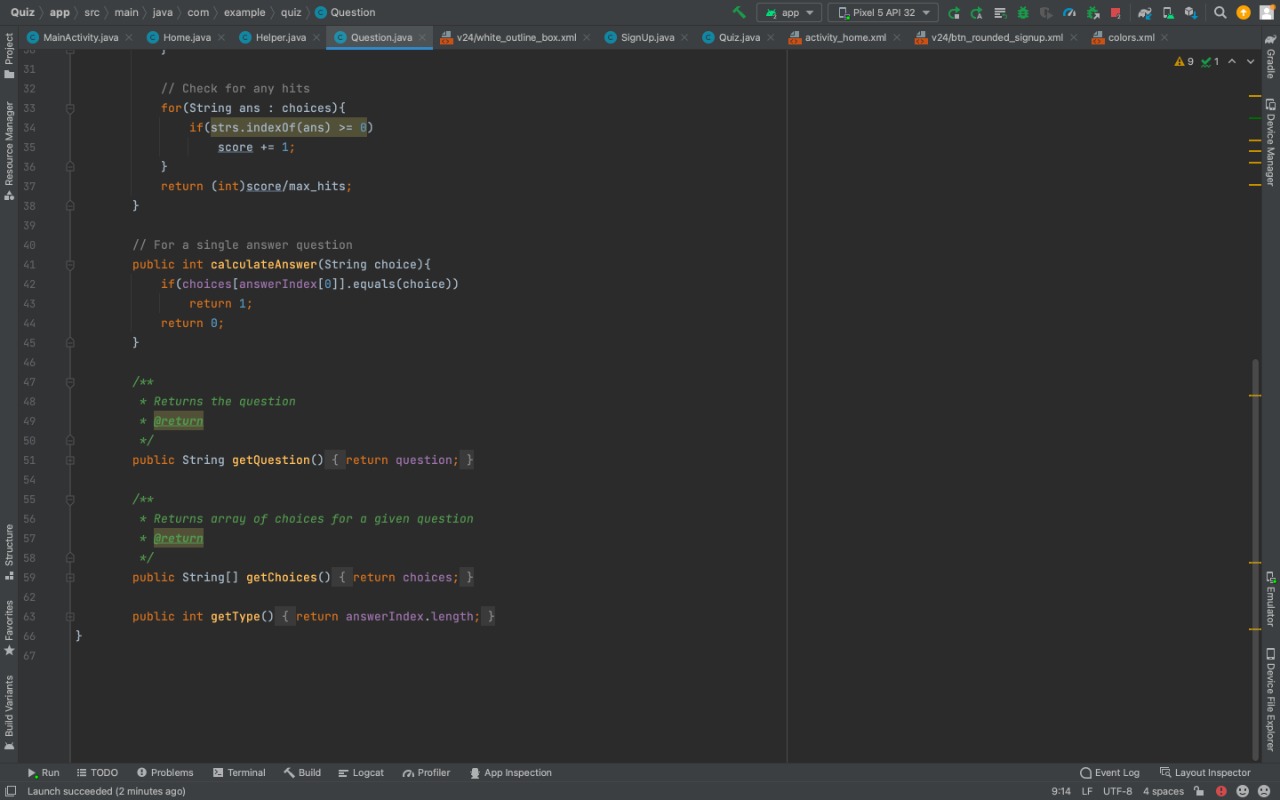 Quiz app src main java com example quiz Question app Pixel 5 API 32
MainActivity.java Home.java Helper.java Question.java v24/white_outline_box.xml SignUp.java Quiz.java activity_home.xml v24/btn_rounded_signup.xml colors.xml
Project
Resource Manager
Structure
Favorites
Build Variants
9 1
31
32 // Check for any hits
33 for(String ans : choices){
34 if(strs.indexOf(ans) >= 0)
35 score += 1;
36 }
37 return (int)score/max_hits;
38 }
39
40 // For a single answer question
41 public int calculateAnswer(String choice){
42 if(choices[answerIndex[0]].equals(choice))
43 return 1;
44 return 0;
45 }
46
47 /**
48 * Returns the question
49 * @return
50 */
51 public String getQuestion() { return question; }
54
55 /**
56 * Returns array of choices for a given question
57 * @return
58 */
59 public String[] getChoices() { return choices; }
62
63 public int getType() { return answerIndex.length; }
66 }
67
Gradle
Device Manager
Emulator
Device File Explorer
Run TODO Problems Terminal Build Logcat Profiler App Inspection Event Log Layout Inspector
Launch succeeded (2 minutes ago) 9:14 LF UTF-8 4 spaces